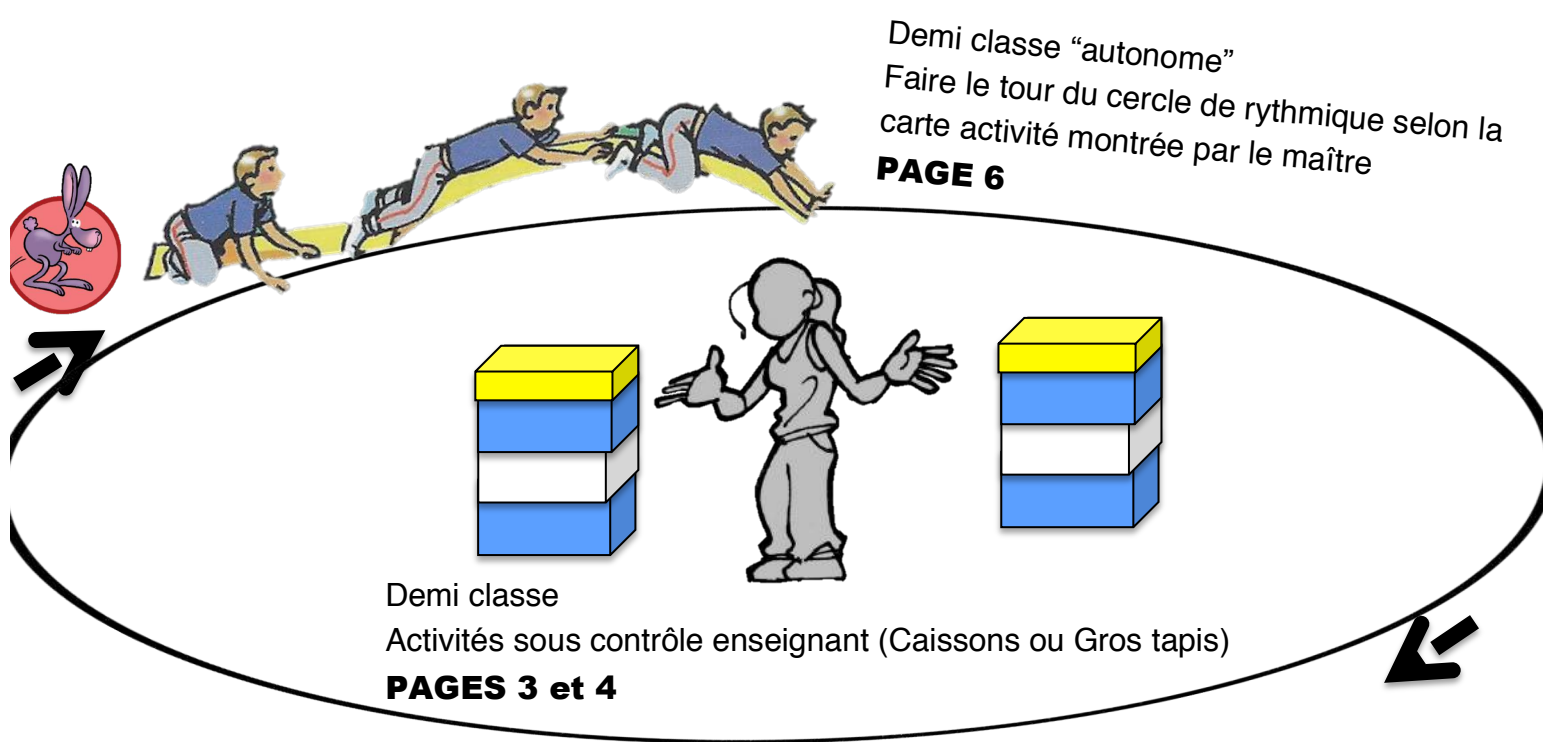 Demi classe “autonome”
Faire le tour du cercle de rythmique selon la
carte activité montrée par le maître
PAGE 6
Demi classe
Activités sous contrôle enseignant (Caissons ou Gros tapis)
PAGES 3 et 4